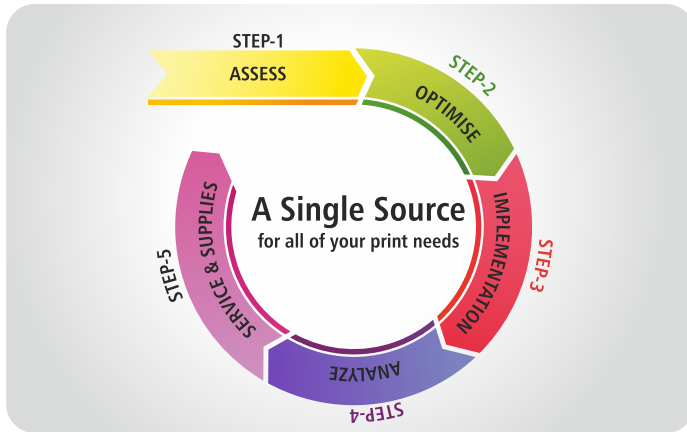 STEP-1
ASSESS
STEP-2
OPTIMISE
STEP-3
IMPLEMENTATION
STEP-4
ANALYZE
STEP-5
SERVICE & SUPPLIES
A Single Source
for all of your print needs